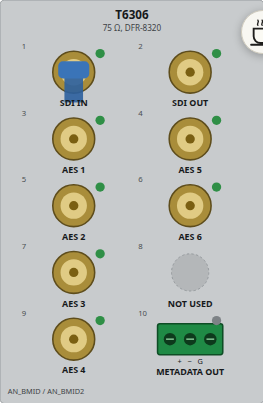 T6306
75 Ω, DFR-8320
1 2
SDI IN SDI OUT
3 4
AES 1 AES 5
5 6
AES 2 AES 6
7 8
AES 3 NOT USED
9 10
+ − G
AES 4 METADATA OUT
AN_BMID / AN_BMID2